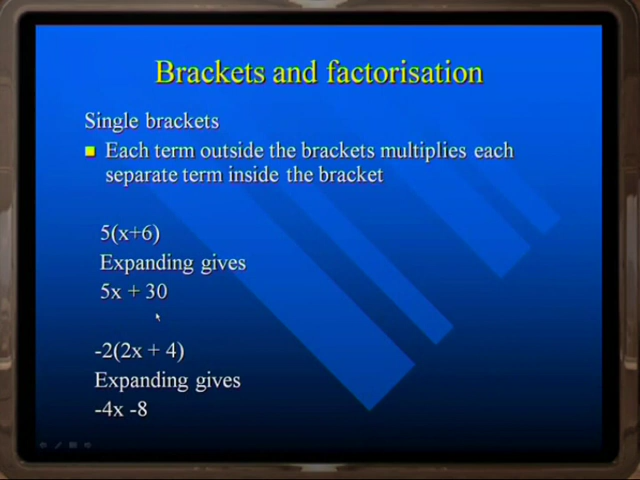 Brackets and factorisation
Single brackets
Each term outside the brackets multiplies each
separate term inside the bracket
5(x+6)
Expanding gives
5x + 30
-2(2x + 4)
Expanding gives
-4x -8